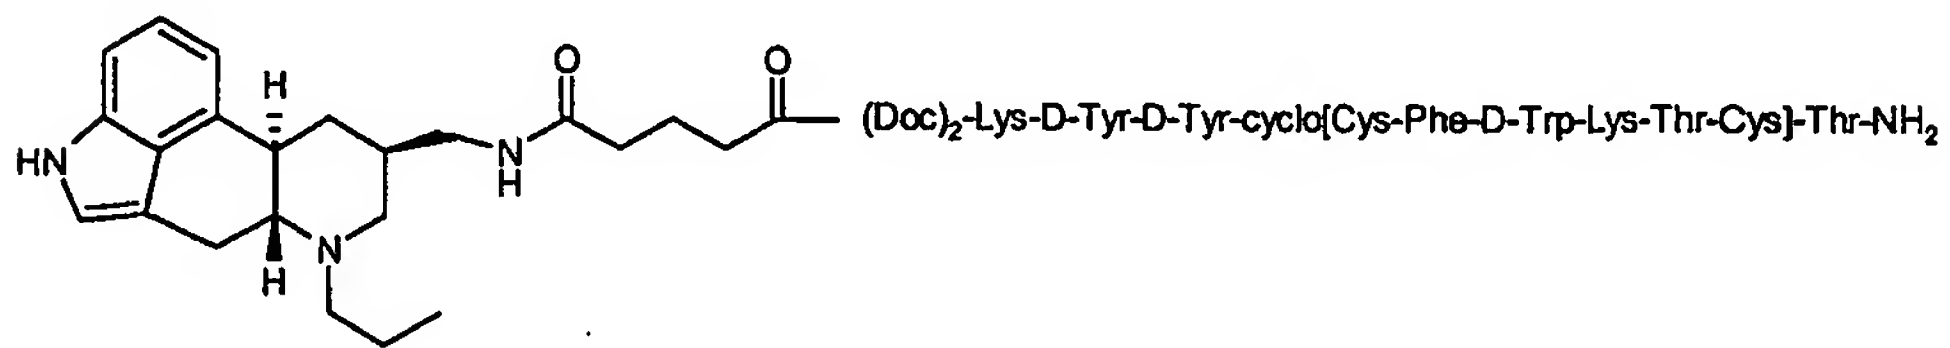 O
O
H
(Doc)2-Lys-D-Tyr-D-Tyr-cyclo[Cys-Phe-D-Trp-Lys-Thr-Cys]-Thr-NH2
HN
N
H
N
H